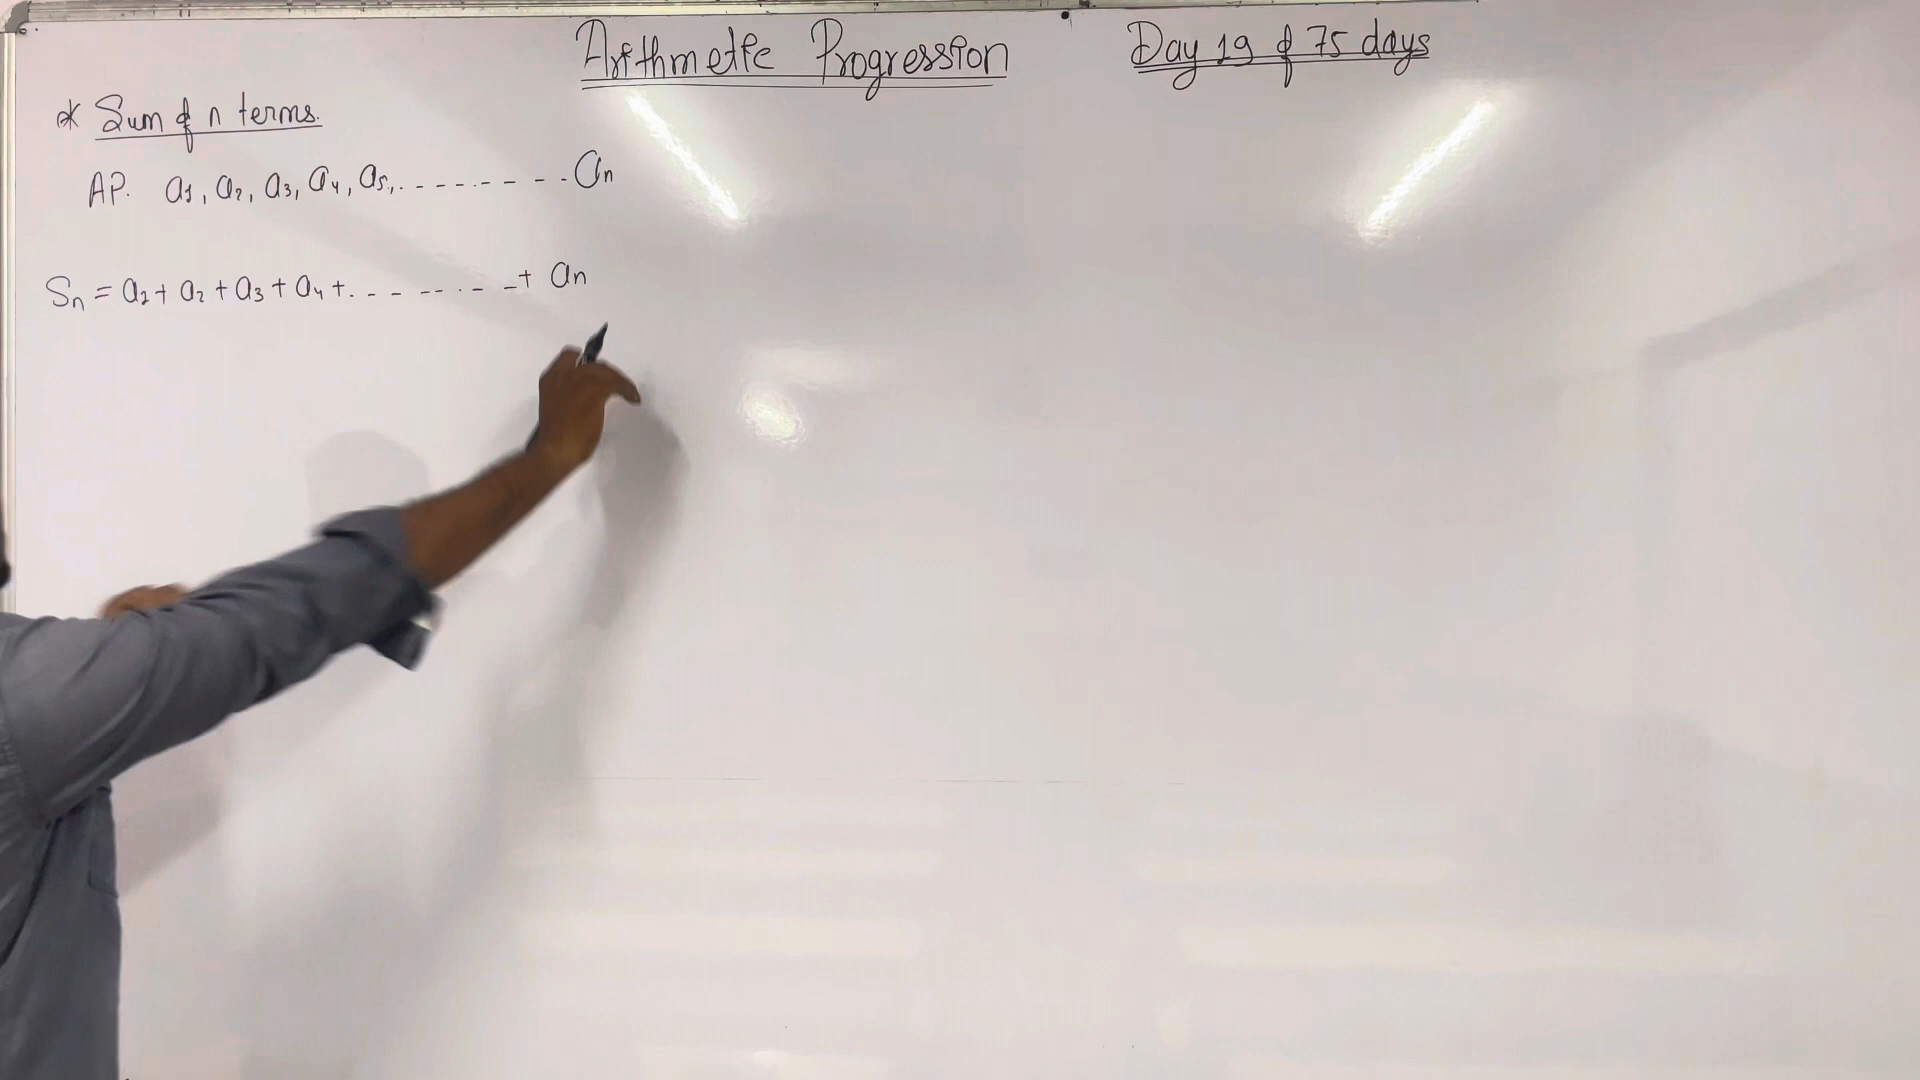 Arithmetic Progression
Day 19 of 75 days
* Sum of n terms.
AP. a1, a2, a3, a4, a5,. - - - - - - - - an
Sn = a1 + a2 + a3 + a4 +. - - - - . - - + an